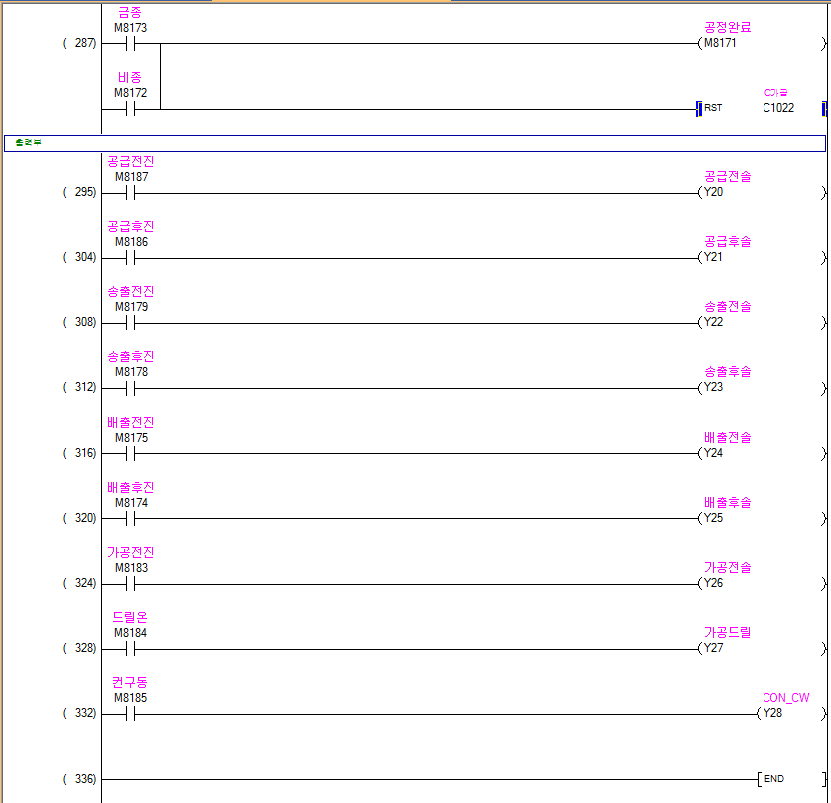 금종
M8173
공정완료
( 287)
(M8171 )
비종
M8172
C가공
RST C1022
출력부
공급전진
M8187
공급전솔
( 295)
(Y20 )
공급후진
M8186
공급후솔
( 304)
(Y21 )
송출전진
M8179
송출전솔
( 308)
(Y22 )
송출후진
M8178
송출후솔
( 312)
(Y23 )
배출전진
M8175
배출전솔
( 316)
(Y24 )
배출후진
M8174
배출후솔
( 320)
(Y25 )
가공전진
M8183
가공전솔
( 324)
(Y26 )
드릴온
M8184
가공드릴
( 328)
(Y27 )
컨구동
M8185
CON_CW
( 332)
(Y28 )
( 336)
[END ]